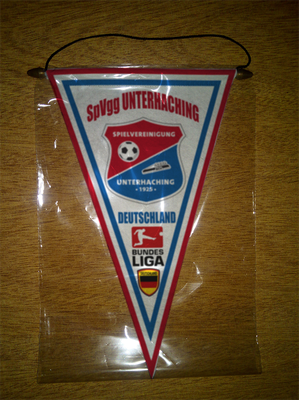 SpVgg UNTERHACHING
SPIELVEREINIGUNG
UNTERHACHING
· 1925 ·
DEUTSCHLAND
BUNDES
LIGA